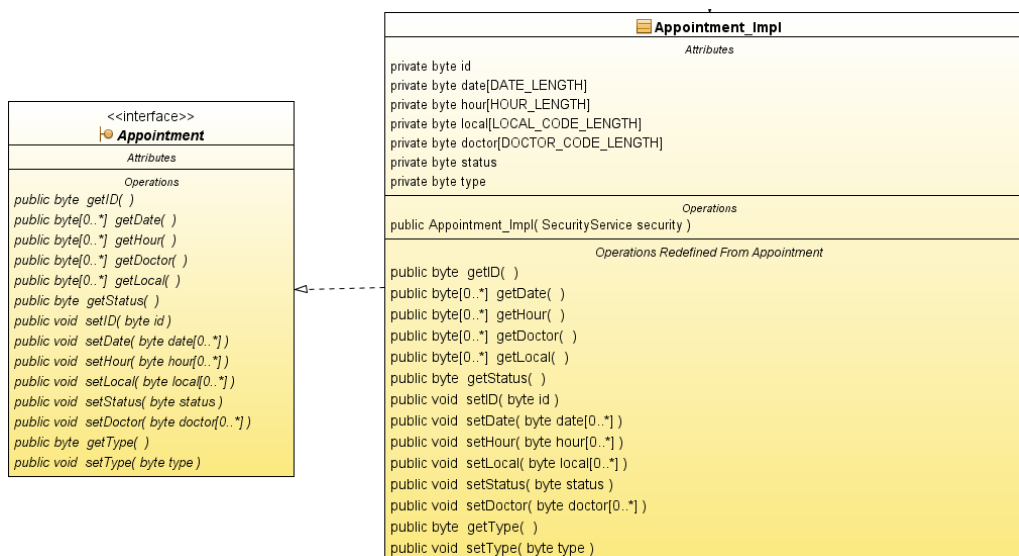 <<interface>>
Appointment
Attributes
Operations
public byte getID( )
public byte[0..*] getDate( )
public byte[0..*] getHour( )
public byte[0..*] getDoctor( )
public byte[0..*] getLocal( )
public byte getStatus( )
public void setID( byte id )
public void setDate( byte date[0..*] )
public void setHour( byte hour[0..*] )
public void setLocal( byte local[0..*] )
public void setStatus( byte status )
public void setDoctor( byte doctor[0..*] )
public byte getType( )
public void setType( byte type )
Appointment_Impl
Attributes
private byte id
private byte date[DATE_LENGTH]
private byte hour[HOUR_LENGTH]
private byte local[LOCAL_CODE_LENGTH]
private byte doctor[DOCTOR_CODE_LENGTH]
private byte status
private byte type
Operations
public Appointment_Impl( SecurityService security )
Operations Redefined From Appointment
public byte getID( )
public byte[0..*] getDate( )
public byte[0..*] getHour( )
public byte[0..*] getDoctor( )
public byte[0..*] getLocal( )
public byte getStatus( )
public void setID( byte id )
public void setDate( byte date[0..*] )
public void setHour( byte hour[0..*] )
public void setLocal( byte local[0..*] )
public void setStatus( byte status )
public void setDoctor( byte doctor[0..*] )
public byte getType( )
public void setType( byte type )